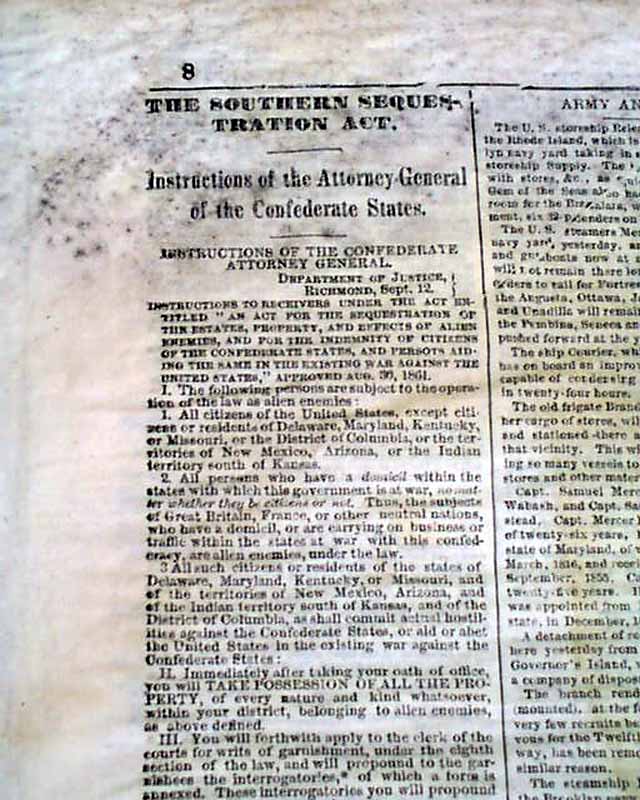 8
THE SOUTHERN SEQUES-
TRATION ACT.
Instructions of the Attorney-General
of the Confederate States.
INSTRUCTIONS OF THE CONFEDERATE
ATTORNEY GENERAL.
DEPARTMENT OF JUSTICE,
RICHMOND, Sept. 12.
INSTRUCTIONS TO RECEIVERS UNDER THE ACT EN-
TITLED "AN ACT FOR THE SEQUESTRATION OF
THE ESTATES, PROPERTY, AND EFFECTS OF ALIEN
ENEMIES, AND FOR THE INDEMNITY OF CITIZENS
OF THE CONFEDERATE STATES, AND PERSONS AID-
ING THE SAME IN THE EXISTING WAR AGAINST THE
UNITED STATES," APPROVED AUG. 30, 1861.
I. The following persons are subject to the opera-
tion of the law as alien enemies:
1. All citizens of the United States, except citi-
zens or residents of Delaware, Maryland, Kentucky,
or Missouri, or the District of Columbia, or the ter-
ritories of New Mexico, Arizona, or the Indian
territory south of Kansas.
2. All persons who have a domicil within the
states with which this government is at war, no mat-
ter whether they be citizens or not. Thus, the subjects
of Great Britain, France, or other neutral nations,
who have a domicil, or are carrying on business or
traffic within the states at war with this confed-
eracy, are alien enemies, under the law.
3 All such citizens or residents of the states of
Delaware, Maryland, Kentucky, or Missouri, and
of the territories of New Mexico, Arizona, and
of the Indian territory south of Kansas, and of the
District of Columbia, as shall commit actual hostil-
ities against the Confederate States, or aid or abet
the United States in the existing war against the
Confederate States:
II. Immediately after taking your oath of office,
you will TAKE POSSESSION OF ALL THE PRO-
PERTY, of every nature and kind whatsoever,
within your district, belonging to alien enemies,
as above defined.
III. You will forthwith apply to the clerk of the
courts for writs of garnishment, under the eighth
section of the law, and will propound to the gar-
nishees the interrogatories,* of which a form is
annexed. These interrogatories you will propound
ARMY AN
The U. S. storeship Rele
the Rhode Island, which is
lyn navy yard taking in
storeship Supply. The
with stores, &c., as
Gem of the Seas also ha
room for the
ment, six 32-pounders on
The U. S. steamers Mer
navy yard, yesterday,
and gunboats now at
will not remain there
orders to sail for Fortres
the Augusta, Ottawa, J
and Unadilla will remain
the Pembina, Seneca and
pushed forward at the y
The ship Courier, whi
has on board an improv
capable of condensing
in twenty-four hours.
The old frigate Bran
her cargo of stores, wil
and stationed there
that vicinity. This wi
ing so many vessels to
stores and other mater
Capt. Samuel Mer
Wabash, and Capt. Sa
stead. Capt. Mercer
of twenty-six years, 
state of Maryland, of
March, 1816, and recei
September, 1855. C
twenty-five years. 
was appointed from
state, in December, 1
A detachment of re
here yesterday from
Governor's Island,
a company of dispos
The branch rend
(mounted), at the fo
very few recruits be
vous for the Twelfth
way, has been remo
similar reason.
The steamship